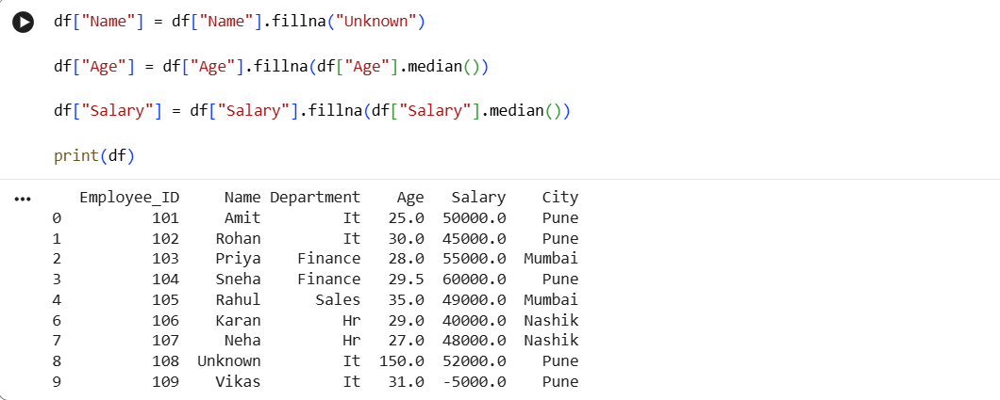 df["Name"] = df["Name"].fillna("Unknown")
df["Age"] = df["Age"].fillna(df["Age"].median())
df["Salary"] = df["Salary"].fillna(df["Salary"].median())
print(df)
Employee_ID Name Department Age Salary City
0 101 Amit It 25.0 50000.0 Pune
1 102 Rohan It 30.0 45000.0 Pune
2 103 Priya Finance 28.0 55000.0 Mumbai
3 104 Sneha Finance 29.5 60000.0 Pune
4 105 Rahul Sales 35.0 49000.0 Mumbai
6 106 Karan Hr 29.0 40000.0 Nashik
7 107 Neha Hr 27.0 48000.0 Nashik
8 108 Unknown It 150.0 52000.0 Pune
9 109 Vikas It 31.0 -5000.0 Pune